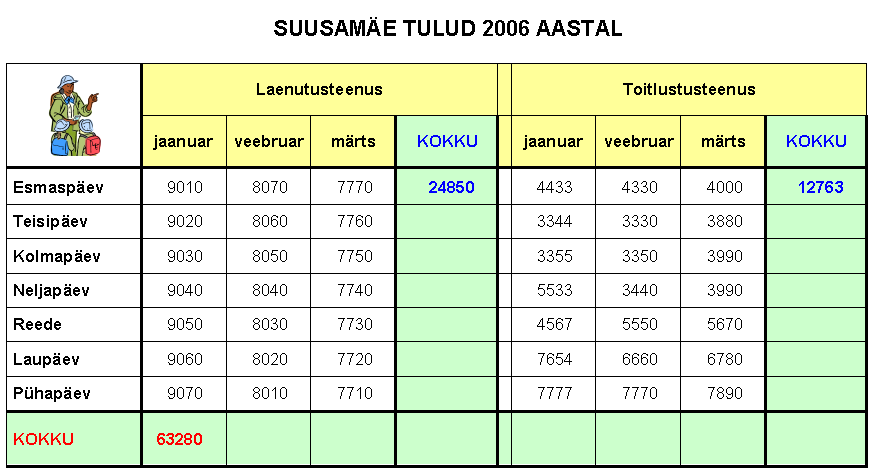 SUUSAMÄE TULUD 2006 AASTAL
Laenutusteenus Toitlustusteenus
jaanuar veebruar märts KOKKU jaanuar veebruar märts KOKKU
Esmaspäev 9010 8070 7770 24850 4433 4330 4000 12763
Teisipäev 9020 8060 7760 3344 3330 3880
Kolmapäev 9030 8050 7750 3355 3350 3990
Neljapäev 9040 8040 7740 5533 3440 3990
Reede 9050 8030 7730 4567 5550 5670
Laupäev 9060 8020 7720 7654 6660 6780
Pühapäev 9070 8010 7710 7777 7770 7890
KOKKU 63280